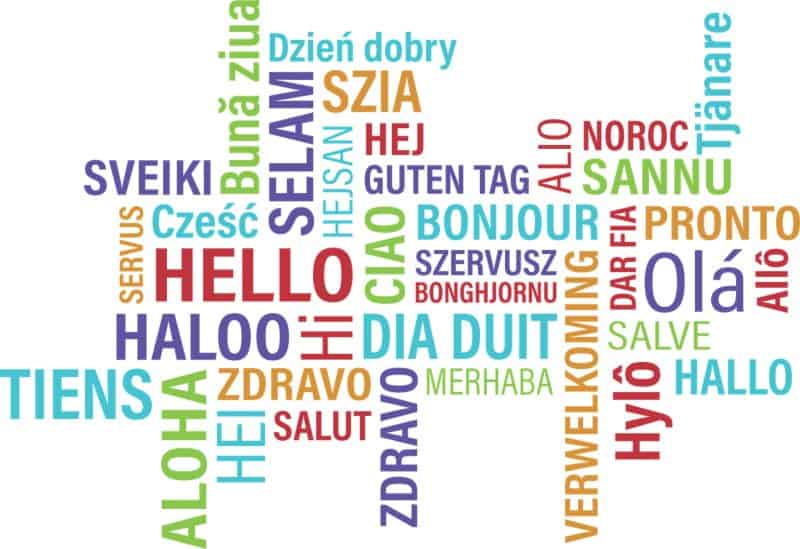 Bună ziua
Dzień dobry
Tjänare
SELAM
SZIA
HEJSAN
HEJ
ALIO
NOROC
SVEIKI
GUTEN TAG
SANNU
SERVUS
Cześć
CIAO
BONJOUR
DAR FIA
PRONTO
HELLO
SZERVUSZ
BONGHJORNU
VERWELKOMING
Olá
Allô
HALOO
Hi
DIA DUIT
SALVE
TIENS
ALOHA
ZDRAVO
ZDRAVO
MERHABA
Hylô
HALLO
HEI
SALUT